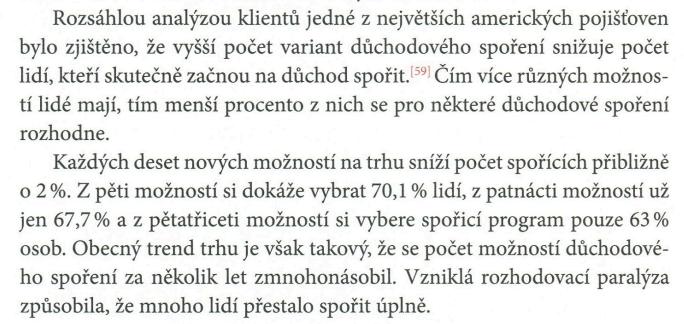 Rozsáhlou analýzou klientů jedné z největších amerických pojišťoven
bylo zjištěno, že vyšší počet variant důchodového spoření snižuje počet
lidí, kteří skutečně začnou na důchod spořit.[59] Čím více různých možnos-
tí lidé mají, tím menší procento z nich se pro některé důchodové spoření
rozhodne.
Každých deset nových možností na trhu sníží počet spořících přibližně
o 2 %. Z pěti možností si dokáže vybrat 70,1 % lidí, z patnácti možností už
jen 67,7 % a z pětatřiceti možností si vybere spořicí program pouze 63 %
osob. Obecný trend trhu je však takový, že se počet možností důchodové-
ho spoření za několik let zmnohonásobil. Vzniklá rozhodovací paralýza
způsobila, že mnoho lidí přestalo spořit úplně.